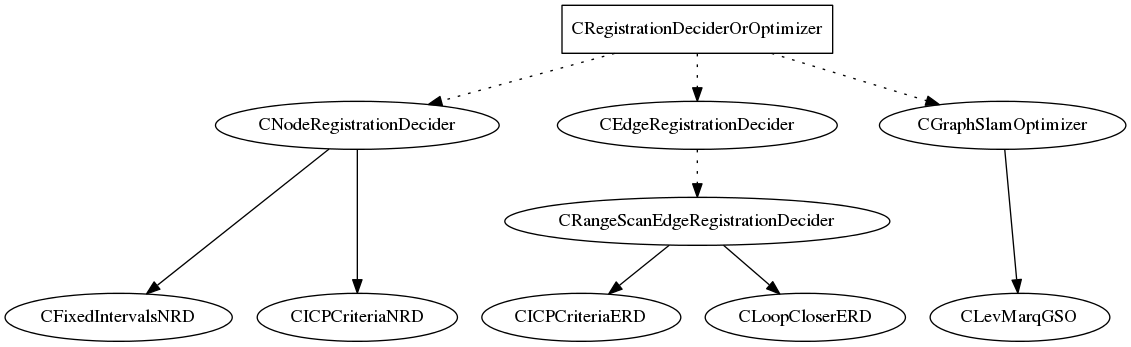 CRegistrationDeciderOrOptimizer
CNodeRegistrationDecider
CEdgeRegistrationDecider
CGraphSlamOptimizer
CRangeScanEdgeRegistrationDecider
CFixedIntervalsNRD
CICPCriteriaNRD
CICPCriteriaERD
CLoopCloserERD
CLevMarqGSO